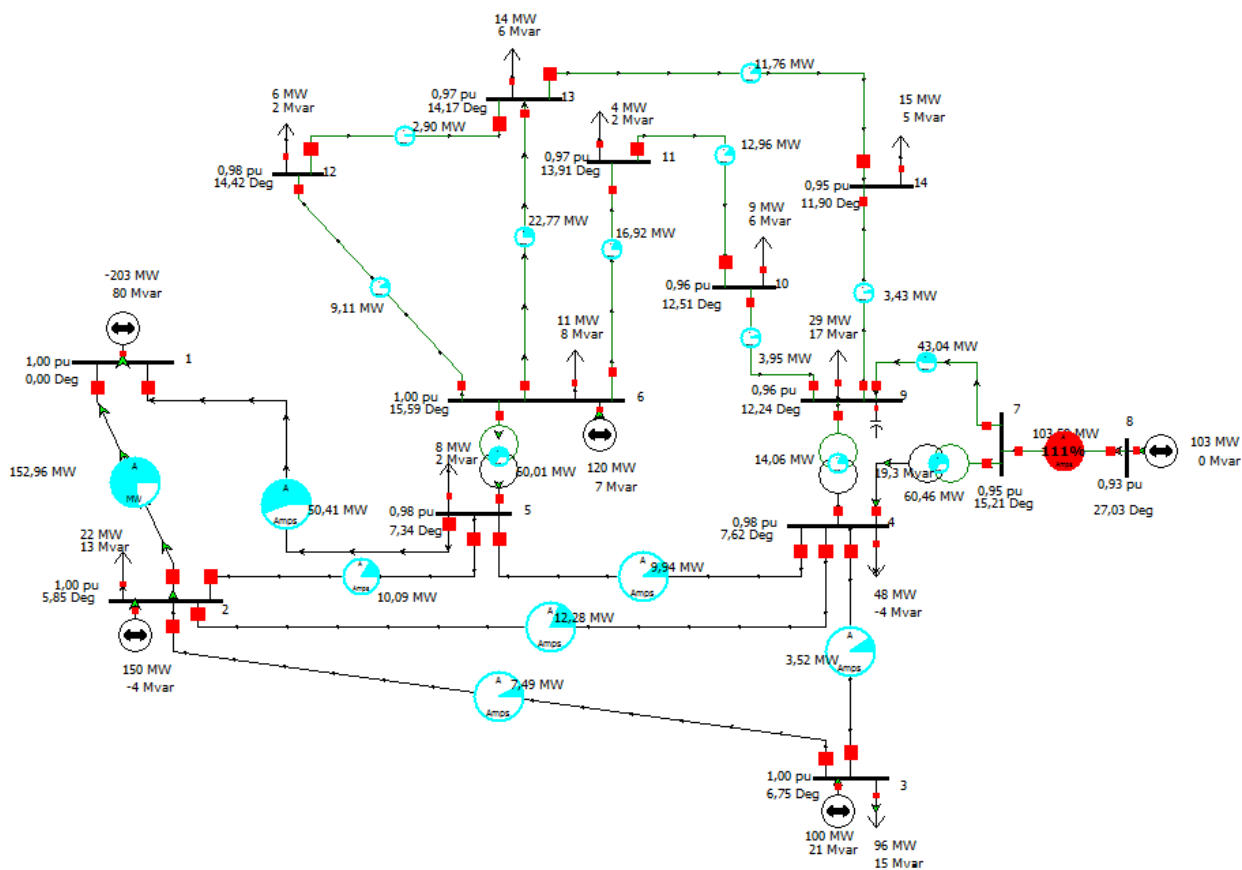 14 MW
6 Mvar
11,76 MW
0,97 pu
14,17 Deg
13
6 MW
2 Mvar
2,90 MW
4 MW
2 Mvar
12,96 MW
15 MW
5 Mvar
0,98 pu
14,42 Deg
12
0,97 pu
13,91 Deg
11
0,95 pu
11,90 Deg
14
22,77 MW
16,92 MW
9 MW
6 Mvar
-203 MW
80 Mvar
9,11 MW
0,96 pu
12,51 Deg
10
3,43 MW
11 MW
8 Mvar
3,95 MW
29 MW
17 Mvar
43,04 MW
1,00 pu
0,00 Deg
1
1,00 pu
15,59 Deg
6
0,96 pu
12,24 Deg
9
7
8
103 MW
0 Mvar
A
111%
152,96 MW
A
MW
8 MW
2 Mvar
60,01 MW
120 MW
7 Mvar
14,06 MW
19,3 Mvar
60,46 MW
0,95 pu
15,21 Deg
0,93 pu
27,03 Deg
A
50,41 MW
Amps
0,98 pu
7,34 Deg
5
0,98 pu
7,62 Deg
4
22 MW
13 Mvar
A
10,09 MW
A
9,94 MW
Amps
48 MW
-4 Mvar
1,00 pu
5,85 Deg
2
A
12,28 MW
Amps
A
3,52 MW
Amps
150 MW
-4 Mvar
A
7,49 MW
Amps
1,00 pu
6,75 Deg
3
100 MW
21 Mvar
96 MW
15 Mvar